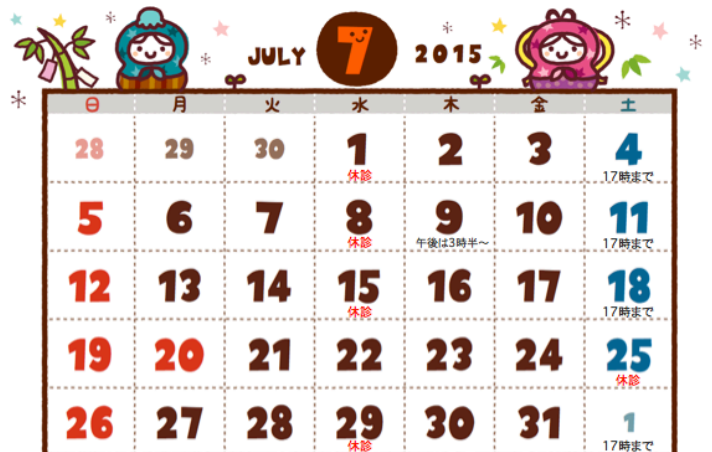 JULY 7 2015
日 月 火 水 木 金 土
28 29 30 1 2 3 4
休診 17時まで
5 6 7 8 9 10 11
休診 午後は3時半〜 17時まで
12 13 14 15 16 17 18
休診 17時まで
19 20 21 22 23 24 25
休診
26 27 28 29 30 31 1
休診 17時まで